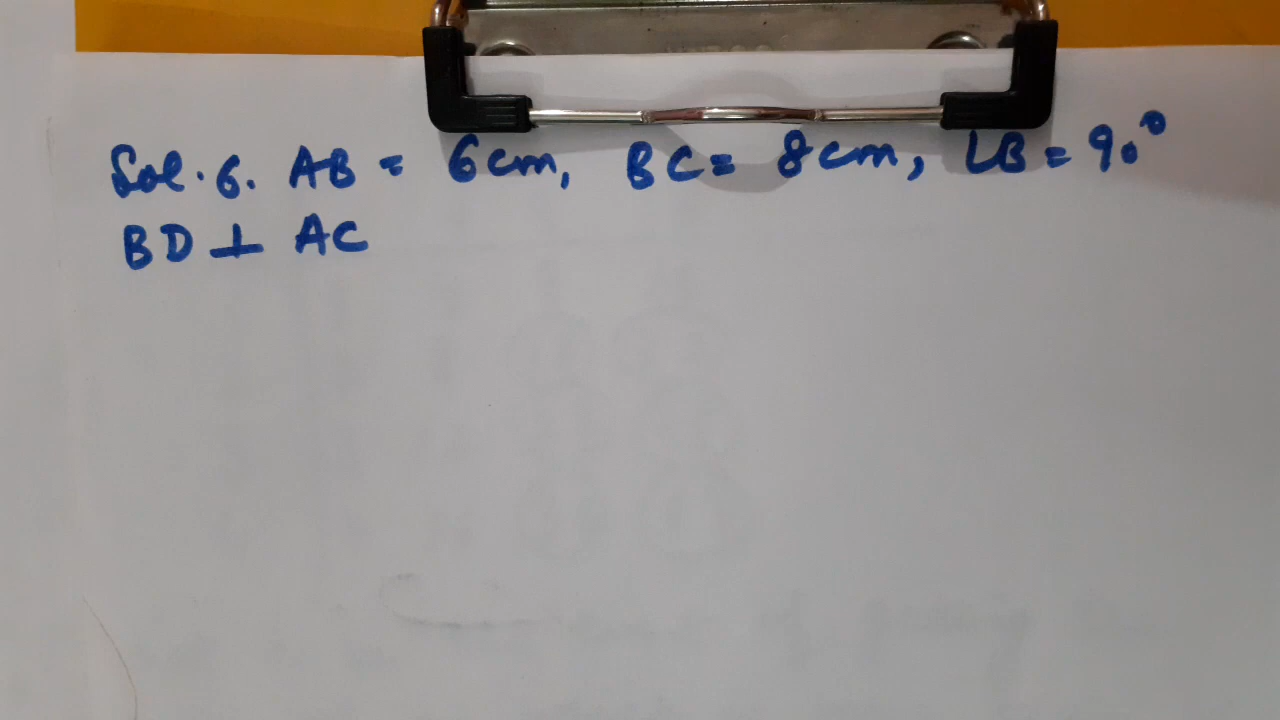 Sol. 6. AB = 6cm, BC = 8cm, ∠B = 90°
BD ⊥ AC